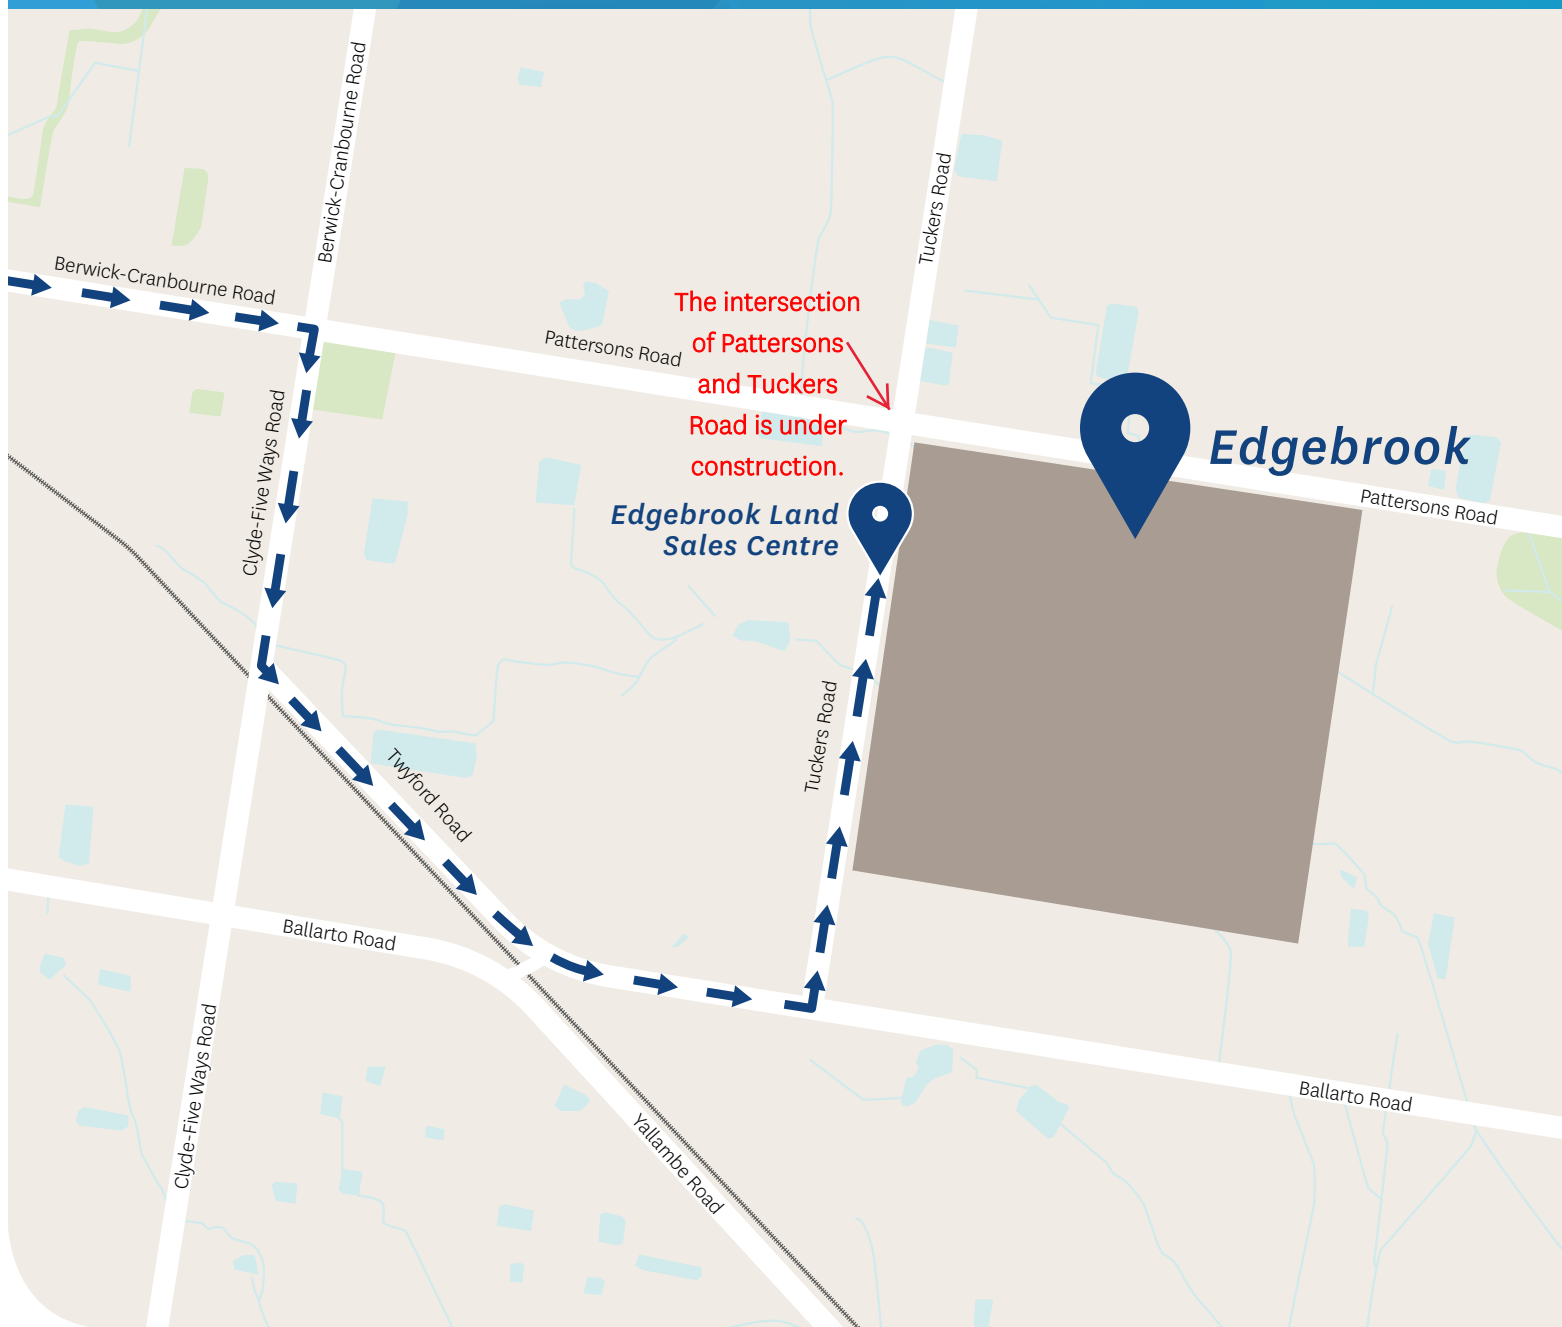 Berwick-Cranbourne Road
Tuckers Road
Berwick-Cranbourne Road
The intersection
of Pattersons
and Tuckers
Road is under
construction.
Pattersons Road
Edgebrook
Pattersons Road
Clyde-Five Ways Road
Edgebrook Land
Sales Centre
Tuckers Road
Twyford Road
Ballarto Road
Clyde-Five Ways Road
Ballarto Road
Yallambe Road